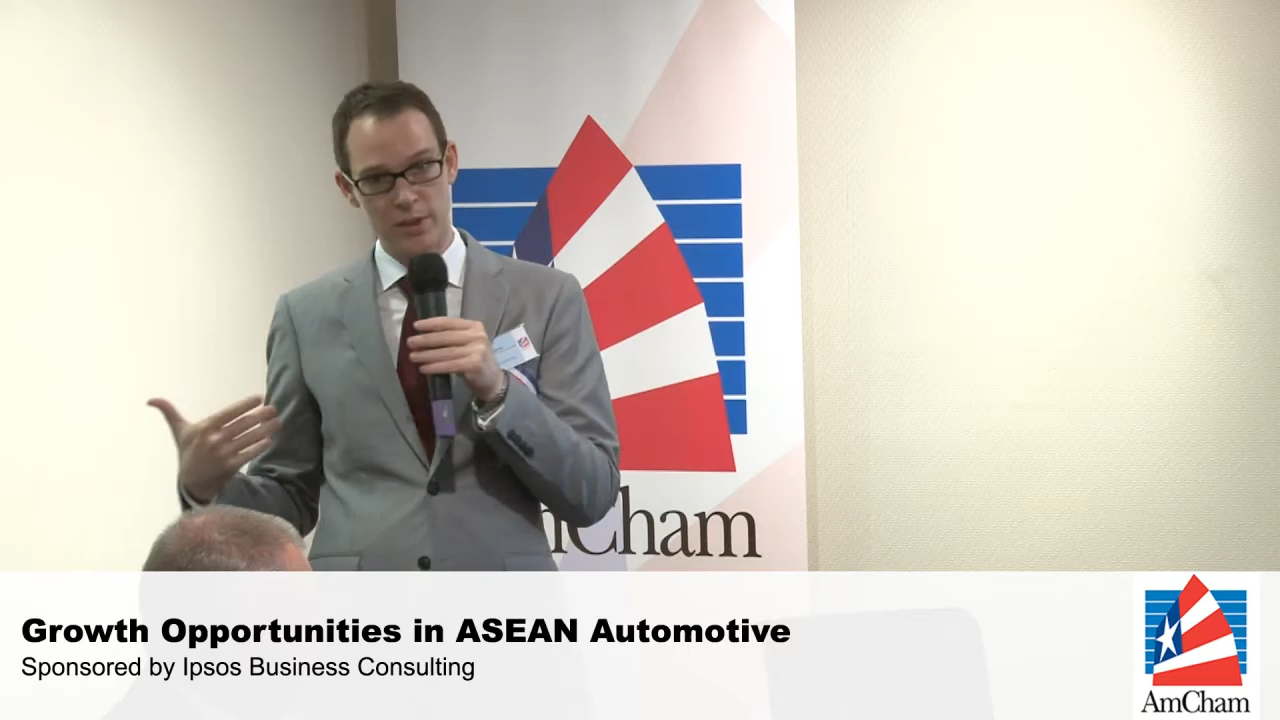 mCham
Growth Opportunities in ASEAN Automotive
Sponsored by Ipsos Business Consulting
AmCham